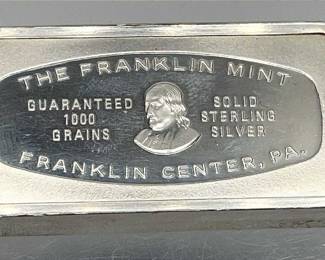 THE FRANKLIN MINT
GUARANTEED
1000
GRAINS
SOLID
STERLING
SILVER
FRANKLIN CENTER, PA.